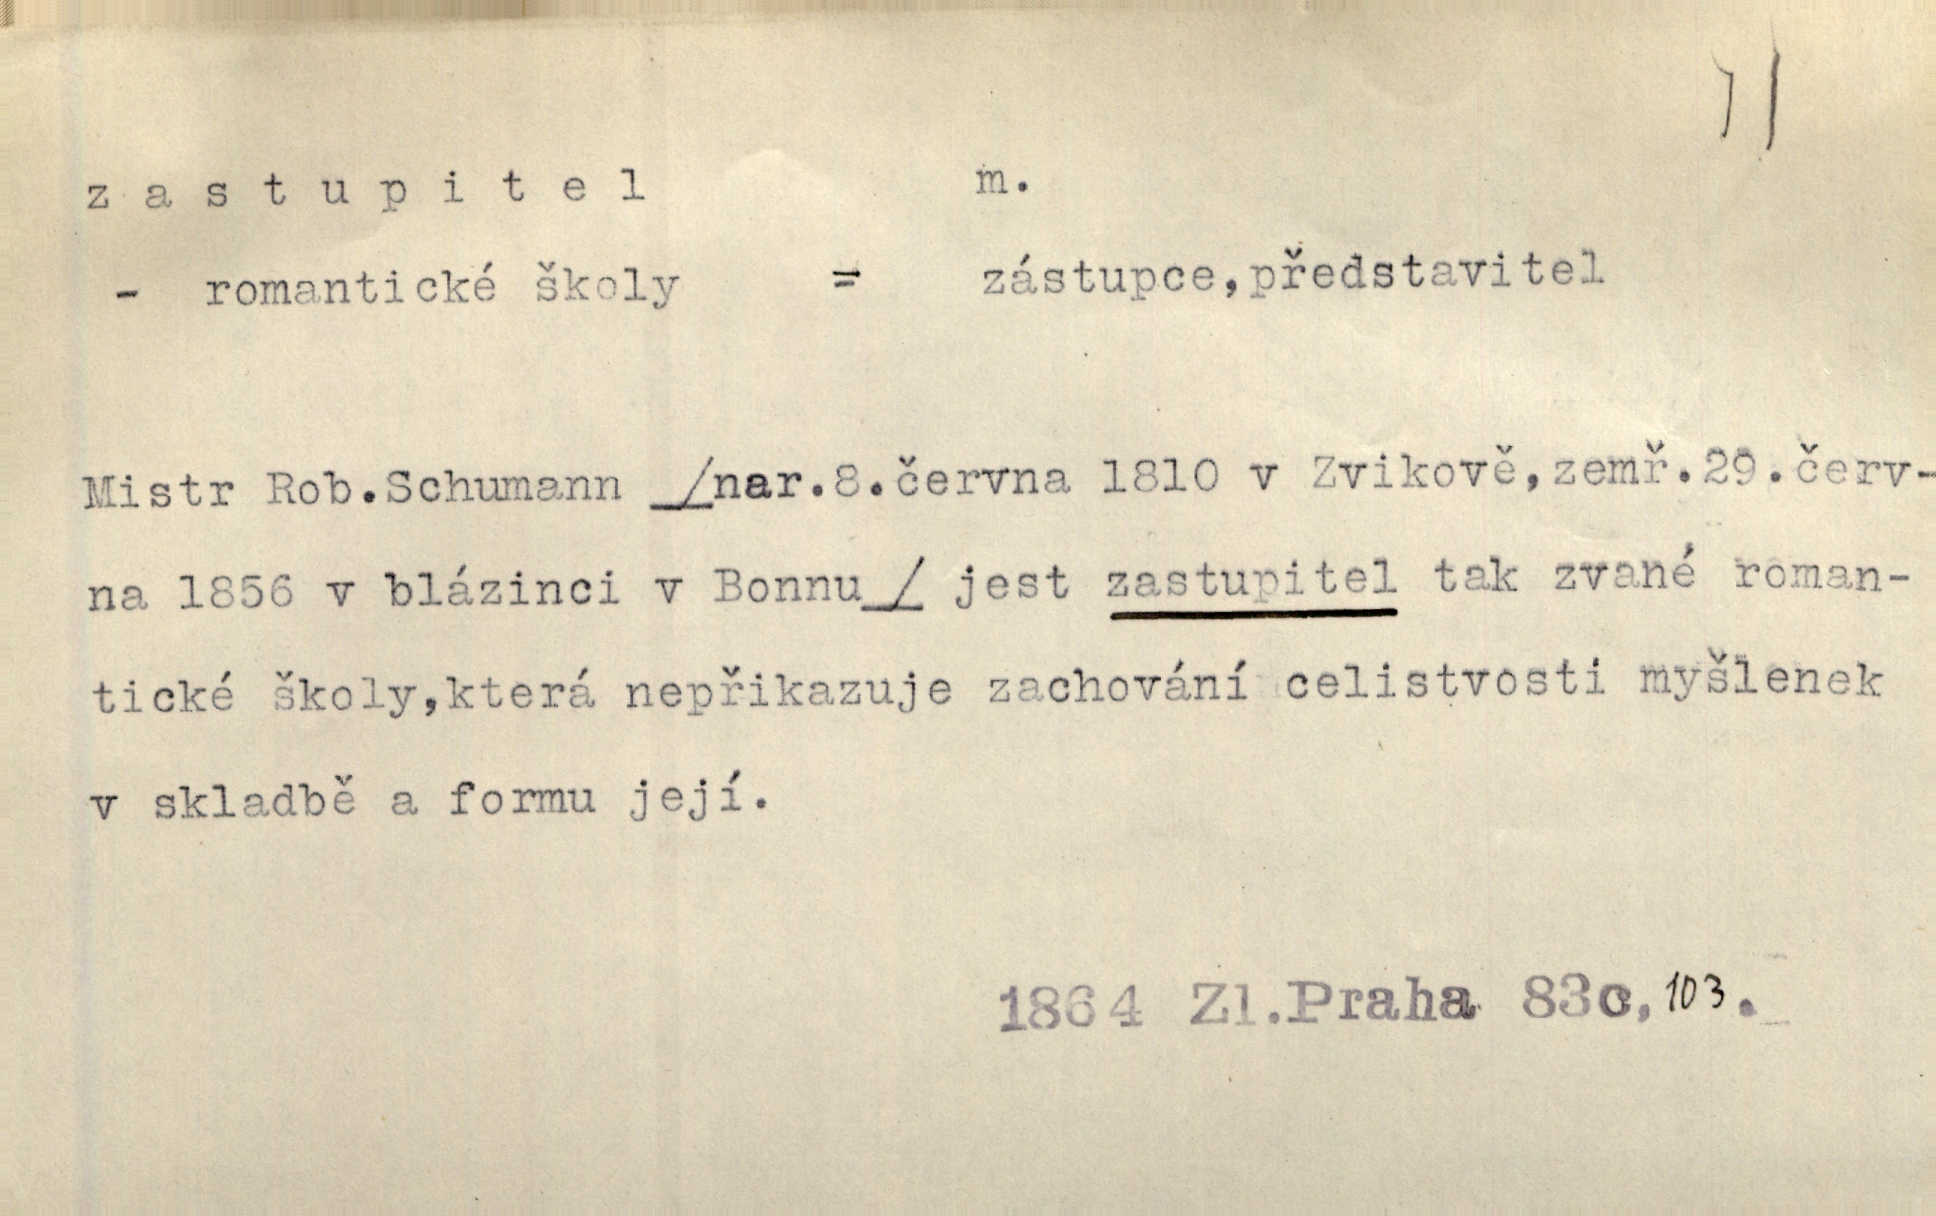 z a s t u p i t e l m.
- romantické školy = zástupce,představitel
Mistr Rob.Schumann /nar.8.června 1810 v Zvikově,zemř.29.červ-
na 1856 v blázinci v Bonnu/ jest zastupitel tak zvané roman-
tické školy,která nepřikazuje zachování celistvosti myšlenek
v skladbě a formu její.
1864 Zl.Praha 83c,103.